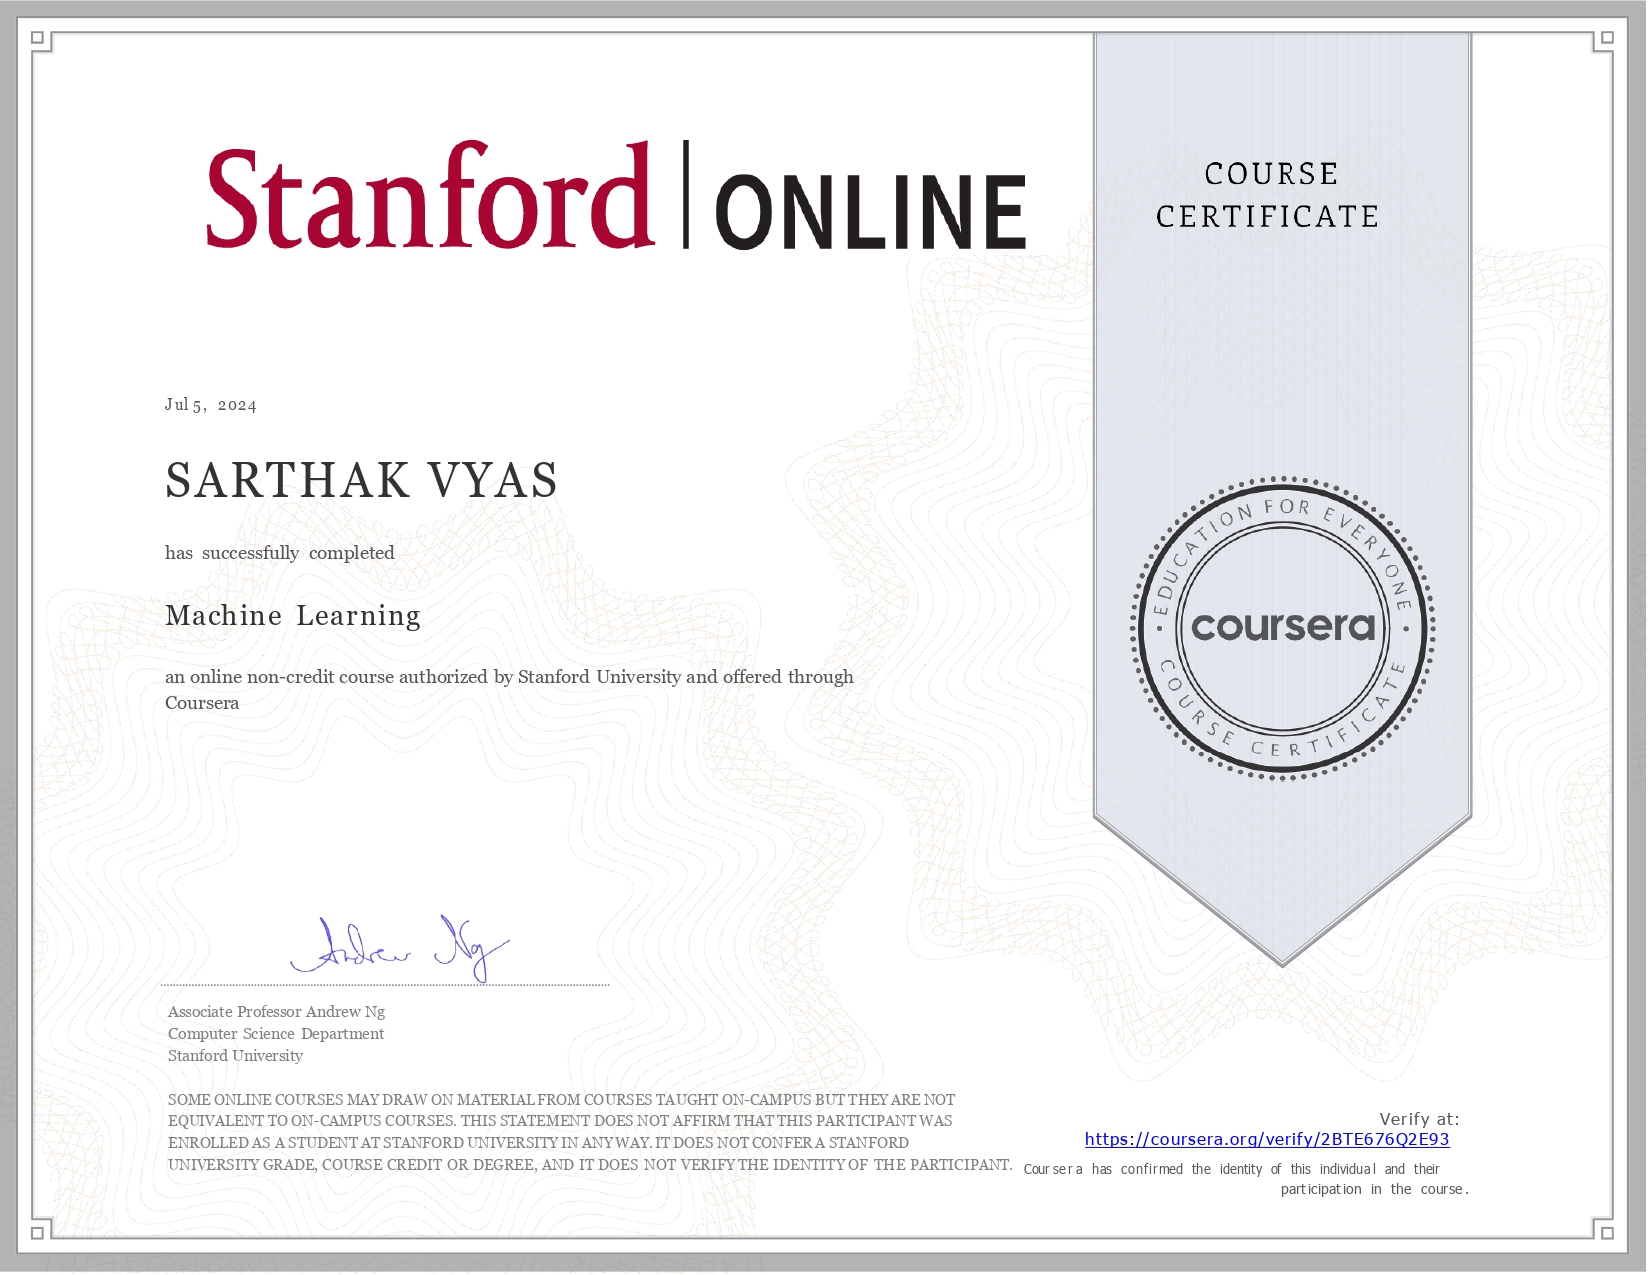 Stanford | ONLINE
COURSE
CERTIFICATE
Jul 5, 2024
SARTHAK VYAS
has successfully completed
Machine Learning
an online non-credit course authorized by Stanford University and offered through
Coursera
EDUCATION FOR EVERYONE
coursera
COURSE CERTIFICATE
Andrew Ng
Associate Professor Andrew Ng
Computer Science Department
Stanford University
SOME ONLINE COURSES MAY DRAW ON MATERIAL FROM COURSES TAUGHT ON-CAMPUS BUT THEY ARE NOT
EQUIVALENT TO ON-CAMPUS COURSES. THIS STATEMENT DOES NOT AFFIRM THAT THIS PARTICIPANT WAS
ENROLLED AS A STUDENT AT STANFORD UNIVERSITY IN ANY WAY. IT DOES NOT CONFER A STANFORD
UNIVERSITY GRADE, COURSE CREDIT OR DEGREE, AND IT DOES NOT VERIFY THE IDENTITY OF THE PARTICIPANT.
Verify at:
https://coursera.org/verify/2BTE676Q2E93
Coursera has confirmed the identity of this individual and their
participation in the course.